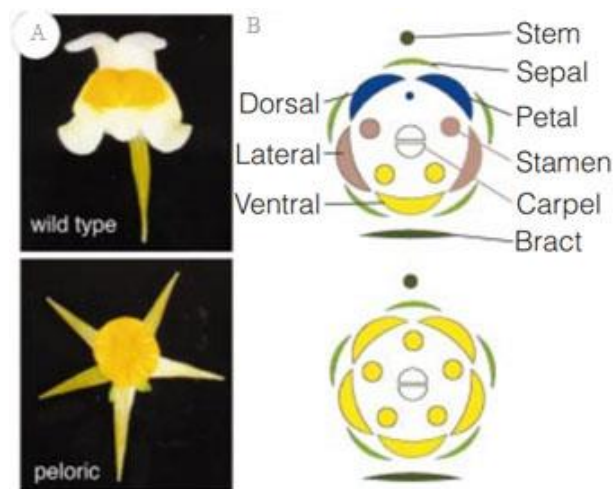 A
B
Stem
Sepal
Dorsal
Petal
Lateral
Stamen
Ventral
Carpel
wild type
Bract
peloric